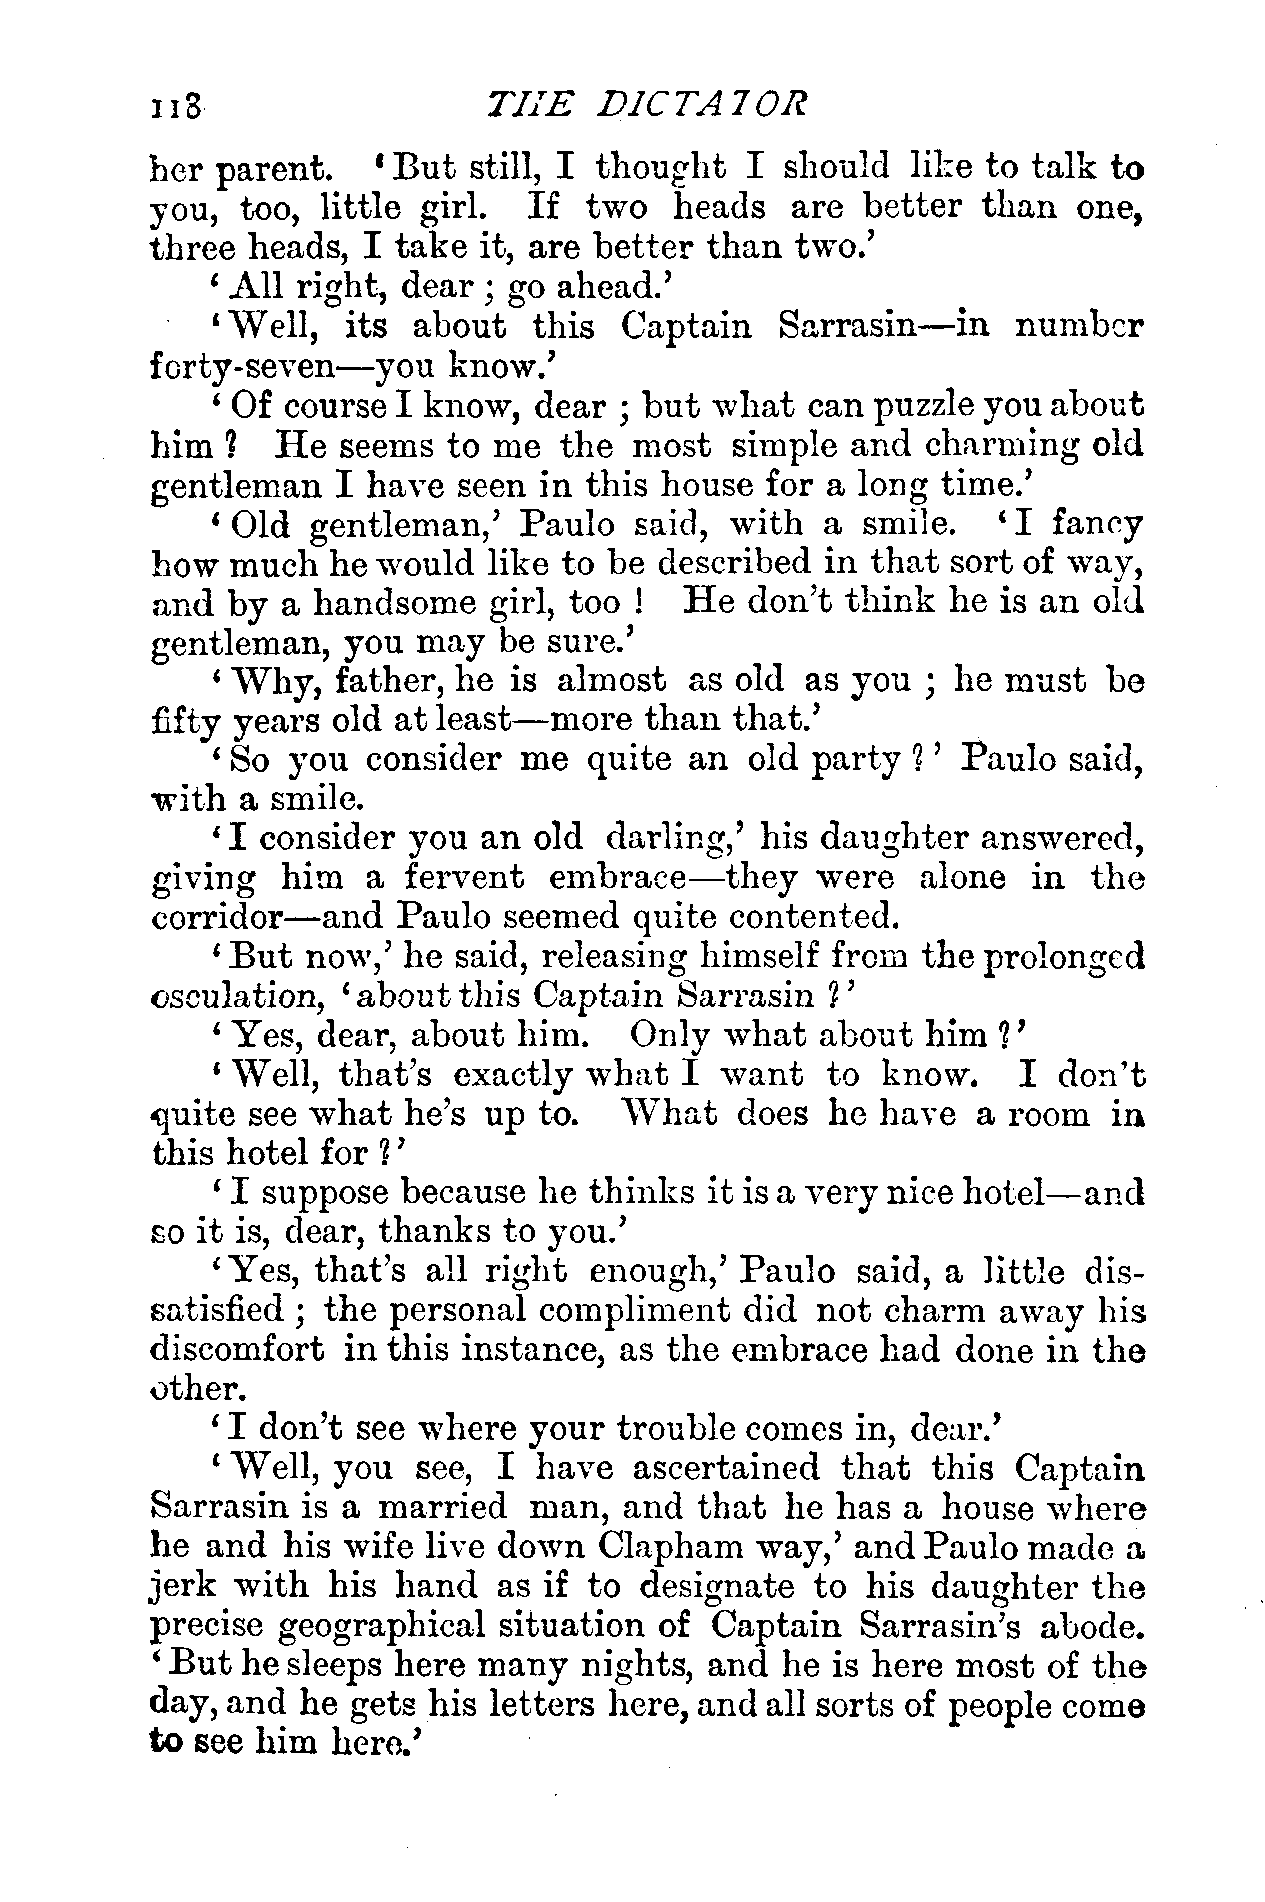 118 THE DICTATOR
her parent. ‘But still, I thought I should like to talk to
you, too, little girl. If two heads are better than one,
three heads, I take it, are better than two.’
‘All right, dear; go ahead.’
‘Well, its about this Captain Sarrasin—in number
forty-seven—you know.’
‘Of course I know, dear; but what can puzzle you about
him? He seems to me the most simple and charming old
gentleman I have seen in this house for a long time.’
‘Old gentleman,’ Paulo said, with a smile. ‘I fancy
how much he would like to be described in that sort of way,
and by a handsome girl, too! He don’t think he is an old
gentleman, you may be sure.’
‘Why, father, he is almost as old as you; he must be
fifty years old at least—more than that.’
‘So you consider me quite an old party?’ Paulo said,
with a smile.
‘I consider you an old darling,’ his daughter answered,
giving him a fervent embrace—they were alone in the
corridor—and Paulo seemed quite contented.
‘But now,’ he said, releasing himself from the prolonged
osculation, ‘about this Captain Sarrasin?’
‘Yes, dear, about him. Only what about him?’
‘Well, that’s exactly what I want to know. I don’t
quite see what he’s up to. What does he have a room in
this hotel for?’
‘I suppose because he thinks it is a very nice hotel—and
so it is, dear, thanks to you.’
‘Yes, that’s all right enough,’ Paulo said, a little dis-
satisfied; the personal compliment did not charm away his
discomfort in this instance, as the embrace had done in the
other.
‘I don’t see where your trouble comes in, dear.’
‘Well, you see, I have ascertained that this Captain
Sarrasin is a married man, and that he has a house where
he and his wife live down Clapham way,’ and Paulo made a
jerk with his hand as if to designate to his daughter the
precise geographical situation of Captain Sarrasin’s abode.
‘But he sleeps here many nights, and he is here most of the
day, and he gets his letters here, and all sorts of people come
to see him here.’